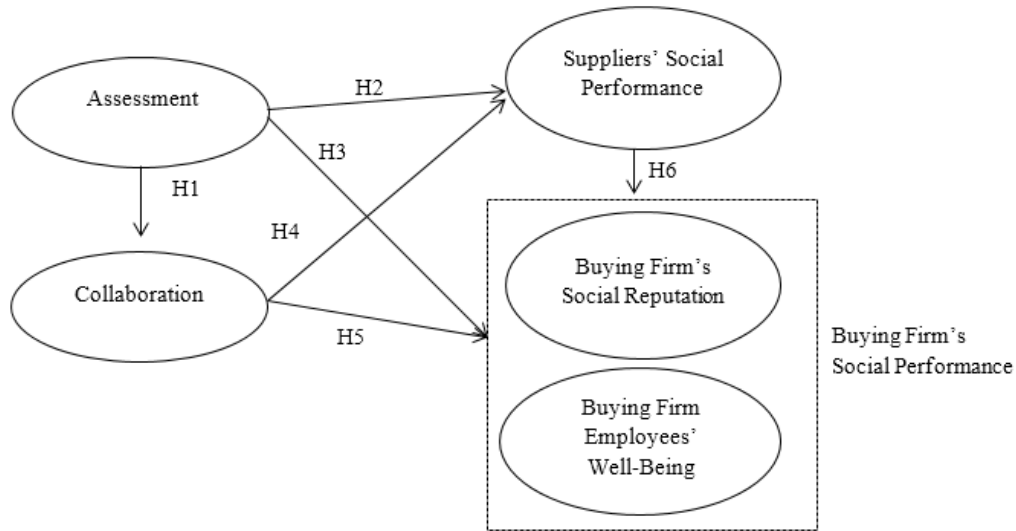 Assessment
H1
Collaboration
H2
H3
H4
H5
Suppliers’ Social
Performance
H6
Buying Firm’s
Social Reputation
Buying Firm
Employees’
Well-Being
Buying Firm’s
Social Performance